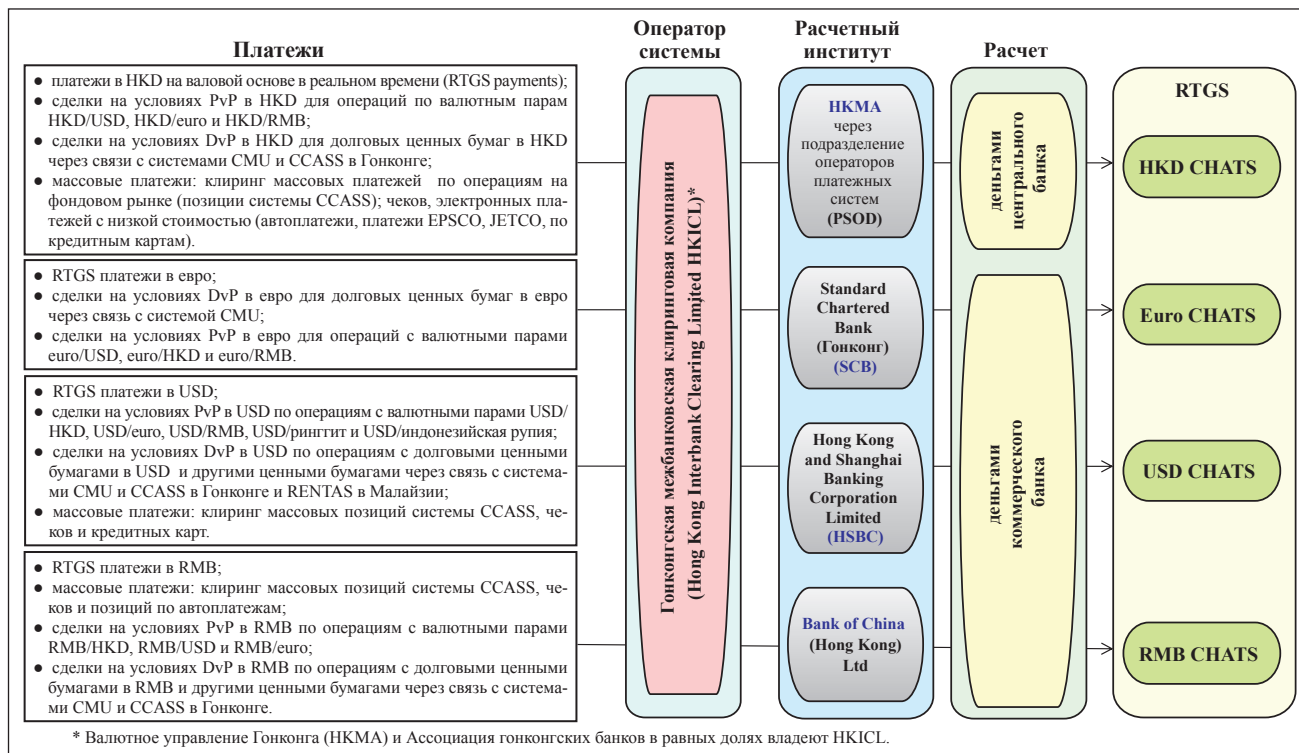 Платежи
Оператор
системы
Расчетный
институт
Расчет
● платежи в HKD на валовой основе в реальном времени (RTGS payments);
● сделки на условиях PvP в HKD для операций по валютным парам
HKD/USD, HKD/euro и HKD/RMB;
● сделки на условиях DvP в HKD для долговых ценных бумаг в HKD
через связи с системами CMU и CCASS в Гонконге;
● массовые платежи: клиринг массовых платежей по операциям на
фондовом рынке (позиции системы CCASS); чеков, электронных пла-
тежей с низкой стоимостью (автоплатежи, платежи EPSCO, JETCO, по
кредитным картам).
● RTGS платежи в евро;
● сделки на условиях DvP в евро для долговых ценных бумаг в евро
через связь с системой CMU;
● сделки на условиях PvP в евро для операций с валютными парами
euro/USD, euro/HKD и euro/RMB.
● RTGS платежи в USD;
● сделки на условиях PvP в USD по операциям с валютными парами USD/
HKD, USD/euro, USD/RMB, USD/ринггит и USD/индонезийская рупия;
● сделки на условиях DvP в USD по операциям с долговыми ценными
бумагами в USD и другими ценными бумагами через связь с система-
ми CMU и CCASS в Гонконге и RENTAS в Малайзии;
● массовые платежи: клиринг массовых позиций системы CCASS, че-
ков и кредитных карт.
● RTGS платежи в RMB;
● массовые платежи: клиринг массовых позиций системы CCASS, че-
ков и позиций по автоплатежам;
● сделки на условиях PvP в RMB по операциям с валютными парами
RMB/HKD, RMB/USD и RMB/euro;
● сделки на условиях DvP в RMB по операциям с долговыми ценными
бумагами в RMB и другими ценными бумагами через связь с система-
ми CMU и CCASS в Гонконге.
Гонконгская межбанковская клиринговая компания
(Hong Kong Interbank Clearing Limited HKICL)*
HKMA
через
подразделение
операторов
платежных
систем
(PSOD)
Standard
Chartered
Bank
(Гонконг)
(SCB)
Hong Kong
and Shanghai
Banking
Corporation
Limited
(HSBC)
Bank of China
(Hong Kong)
Ltd
деньгами
центрального
банка
деньгами
коммерческого
банка
RTGS
HKD CHATS
Euro CHATS
USD CHATS
RMB CHATS
* Валютное управление Гонконга (HKMA) и Ассоциация гонконгских банков в равных долях владеют HKICL.